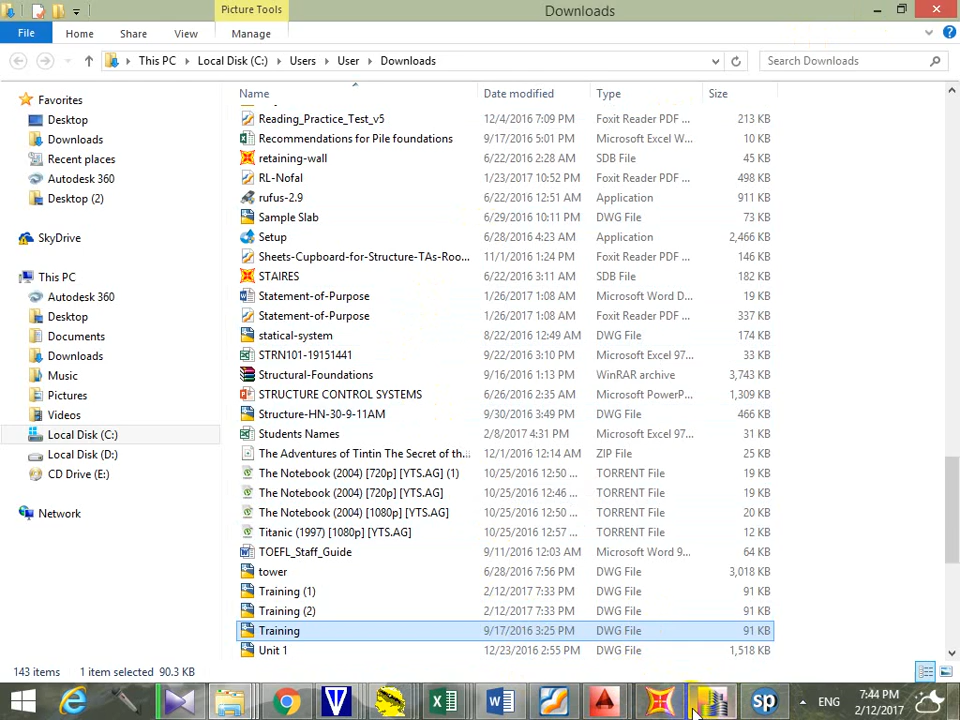 Picture Tools
Downloads
File Home Share View Manage
This PC Local Disk (C:) Users User Downloads Search Downloads
Name Date modified Type Size
Favorites
Desktop
Downloads
Recent places
Autodesk 360
Desktop (2)
SkyDrive
This PC
Autodesk 360
Desktop
Documents
Downloads
Music
Pictures
Videos
Local Disk (C:)
Local Disk (D:)
CD Drive (E:)
Network
Reading_Practice_Test_v5 12/4/2016 7:09 PM Foxit Reader PDF ... 213 KB
Recommendations for Pile foundations 9/17/2016 5:01 PM Microsoft Excel W... 10 KB
retaining-wall 6/22/2016 2:28 AM SDB File 45 KB
RL-Nofal 1/23/2017 10:52 PM Foxit Reader PDF ... 498 KB
rufus-2.9 6/22/2016 12:51 AM Application 911 KB
Sample Slab 6/29/2016 10:11 PM DWG File 73 KB
Setup 6/28/2016 4:23 AM Application 2,466 KB
Sheets-Cupboard-for-Structure-TAs-Roo... 11/1/2016 1:24 PM Foxit Reader PDF ... 146 KB
STAIRES 6/22/2016 3:11 AM SDB File 182 KB
Statement-of-Purpose 1/26/2017 1:08 AM Microsoft Word D... 19 KB
Statement-of-Purpose 1/26/2017 1:08 AM Foxit Reader PDF ... 337 KB
statical-system 8/22/2016 12:49 AM DWG File 174 KB
STRN101-19151441 9/22/2016 3:10 PM Microsoft Excel 97... 33 KB
Structural-Foundations 9/16/2016 1:13 PM WinRAR archive 3,743 KB
STRUCTURE CONTROL SYSTEMS 6/26/2016 2:35 AM Microsoft PowerP... 1,309 KB
Structure-HN-30-9-11AM 9/30/2016 3:49 PM DWG File 466 KB
Students Names 2/8/2017 4:31 PM Microsoft Excel 97... 31 KB
The Adventures of Tintin The Secret of th... 12/1/2016 12:14 AM ZIP File 25 KB
The Notebook (2004) [720p] [YTS.AG] (1) 10/25/2016 12:50 ... TORRENT File 19 KB
The Notebook (2004) [720p] [YTS.AG] 10/25/2016 12:46 ... TORRENT File 19 KB
The Notebook (2004) [1080p] [YTS.AG] 10/25/2016 12:50 ... TORRENT File 20 KB
Titanic (1997) [1080p] [YTS.AG] 10/25/2016 12:57 ... TORRENT File 12 KB
TOEFL_Staff_Guide 9/11/2016 12:03 AM Microsoft Word 9... 64 KB
tower 6/28/2016 7:56 PM DWG File 3,018 KB
Training (1) 2/12/2017 7:33 PM DWG File 91 KB
Training (2) 2/12/2017 7:33 PM DWG File 91 KB
Training 9/17/2016 3:25 PM DWG File 91 KB
Unit 1 12/23/2016 2:55 PM DWG File 1,518 KB
143 items 1 item selected 90.3 KB
sp ENG 7:44 PM
2/12/2017